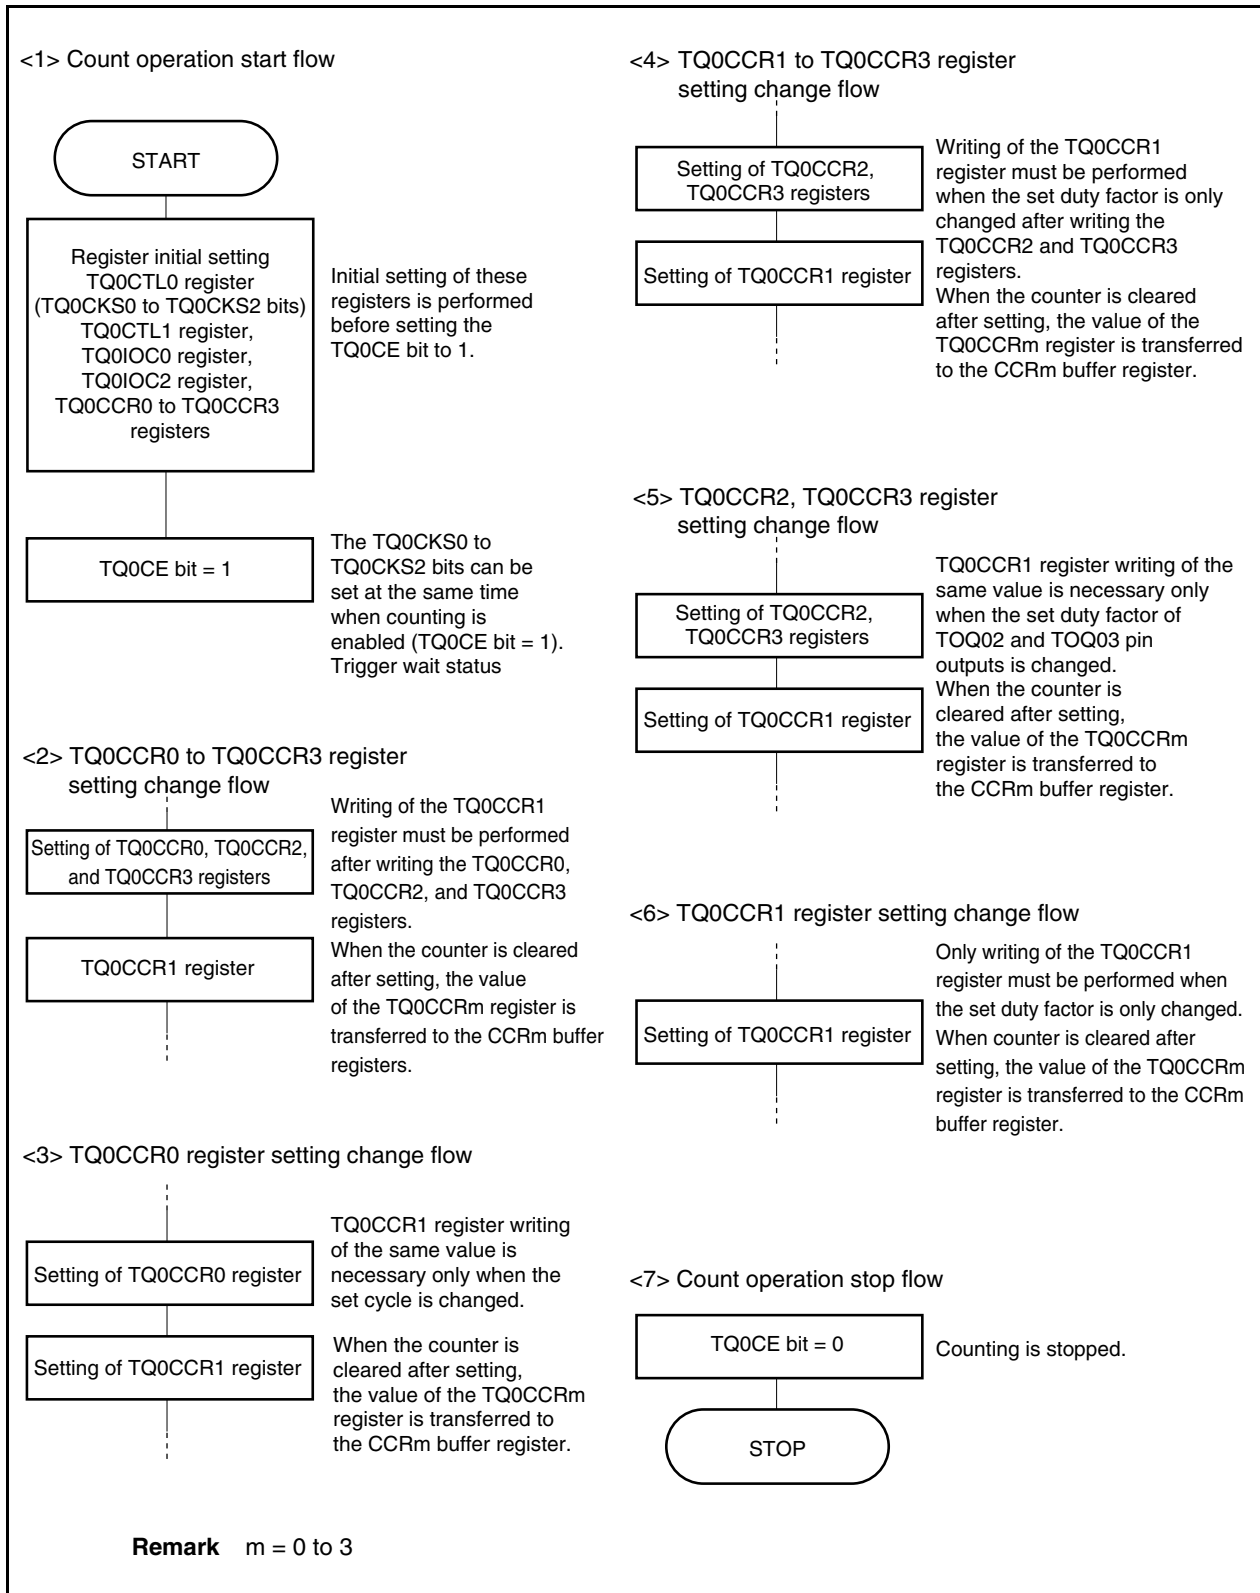 <1> Count operation start flow
START
Register initial setting
TQ0CTL0 register
(TQ0CKS0 to TQ0CKS2 bits)
TQ0CTL1 register,
TQ0IOC0 register,
TQ0IOC2 register,
TQ0CCR0 to TQ0CCR3
registers
Initial setting of these
registers is performed
before setting the
TQ0CE bit to 1.
TQ0CE bit = 1
The TQ0CKS0 to
TQ0CKS2 bits can be
set at the same time
when counting is
enabled (TQ0CE bit = 1).
Trigger wait status
<2> TQ0CCR0 to TQ0CCR3 register
setting change flow
Setting of TQ0CCR0, TQ0CCR2,
and TQ0CCR3 registers
TQ0CCR1 register
Writing of the TQ0CCR1
register must be performed
after writing the TQ0CCR0,
TQ0CCR2, and TQ0CCR3
registers.
When the counter is cleared
after setting, the value
of the TQ0CCRm register is
transferred to the CCRm buffer
registers.
<3> TQ0CCR0 register setting change flow
Setting of TQ0CCR0 register
TQ0CCR1 register writing
of the same value is
necessary only when the
set cycle is changed.
Setting of TQ0CCR1 register
When the counter is
cleared after setting,
the value of the TQ0CCRm
register is transferred to
the CCRm buffer register.
<4> TQ0CCR1 to TQ0CCR3 register
setting change flow
Setting of TQ0CCR2,
TQ0CCR3 registers
Setting of TQ0CCR1 register
Writing of the TQ0CCR1
register must be performed
when the set duty factor is only
changed after writing the
TQ0CCR2 and TQ0CCR3
registers.
When the counter is cleared
after setting, the value of the
TQ0CCRm register is transferred
to the CCRm buffer register.
<5> TQ0CCR2, TQ0CCR3 register
setting change flow
Setting of TQ0CCR2,
TQ0CCR3 registers
Setting of TQ0CCR1 register
TQ0CCR1 register writing of the
same value is necessary only
when the set duty factor of
TOQ02 and TOQ03 pin
outputs is changed.
When the counter is
cleared after setting,
the value of the TQ0CCRm
register is transferred to
the CCRm buffer register.
<6> TQ0CCR1 register setting change flow
Setting of TQ0CCR1 register
Only writing of the TQ0CCR1
register must be performed when
the set duty factor is only changed.
When counter is cleared after
setting, the value of the TQ0CCRm
register is transferred to the CCRm
buffer register.
<7> Count operation stop flow
TQ0CE bit = 0
Counting is stopped.
STOP
Remark m = 0 to 3